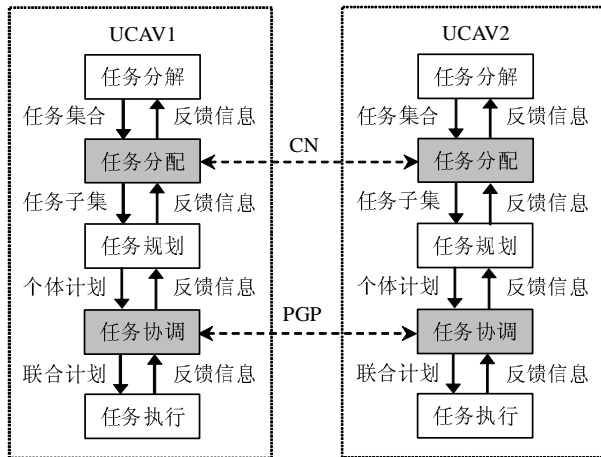 UCAV1
任务分解
任务集合 反馈信息
任务分配
任务子集 反馈信息
任务规划
个体计划 反馈信息
任务协调
联合计划 反馈信息
任务执行
CN
PGP
UCAV2
任务分解
任务集合 反馈信息
任务分配
任务子集 反馈信息
任务规划
个体计划 反馈信息
任务协调
联合计划 反馈信息
任务执行